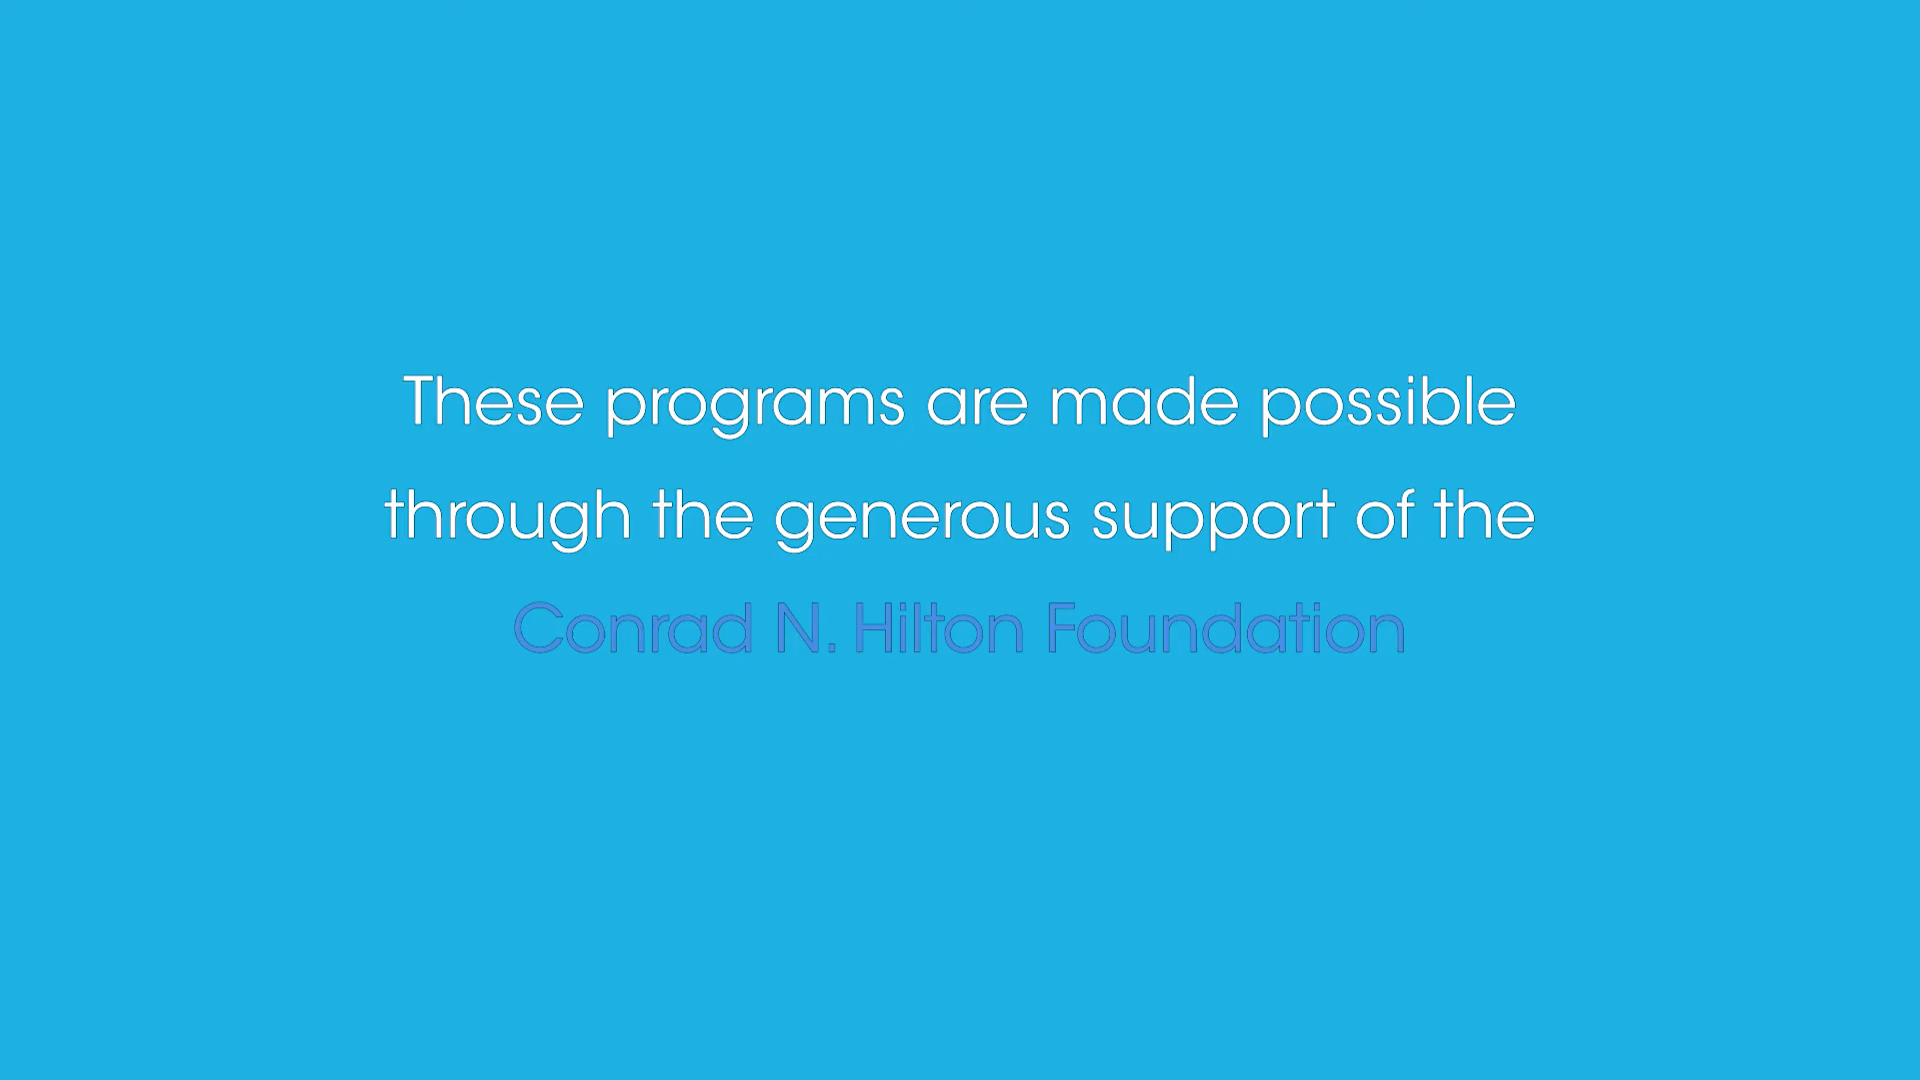 These programs are made possible
through the generous support of the
Conrad N. Hilton Foundation